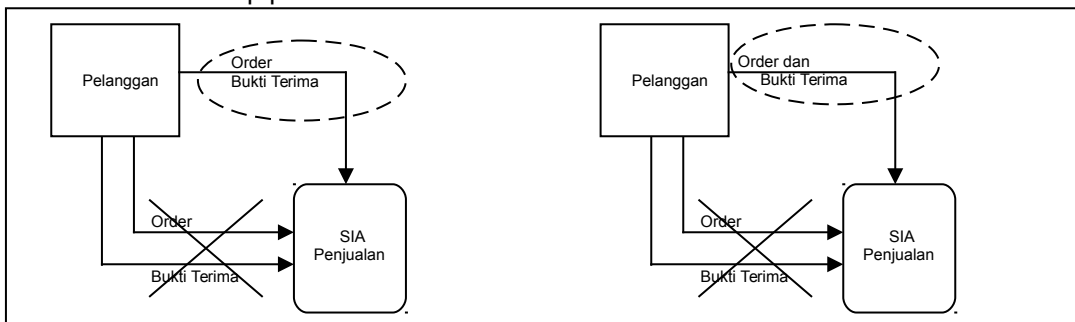 Pelanggan
Order
Bukti Terima
Order
Bukti Terima
SIA
Penjualan
Pelanggan
Order dan
Bukti Terima
Order
Bukti Terima
SIA
Penjualan